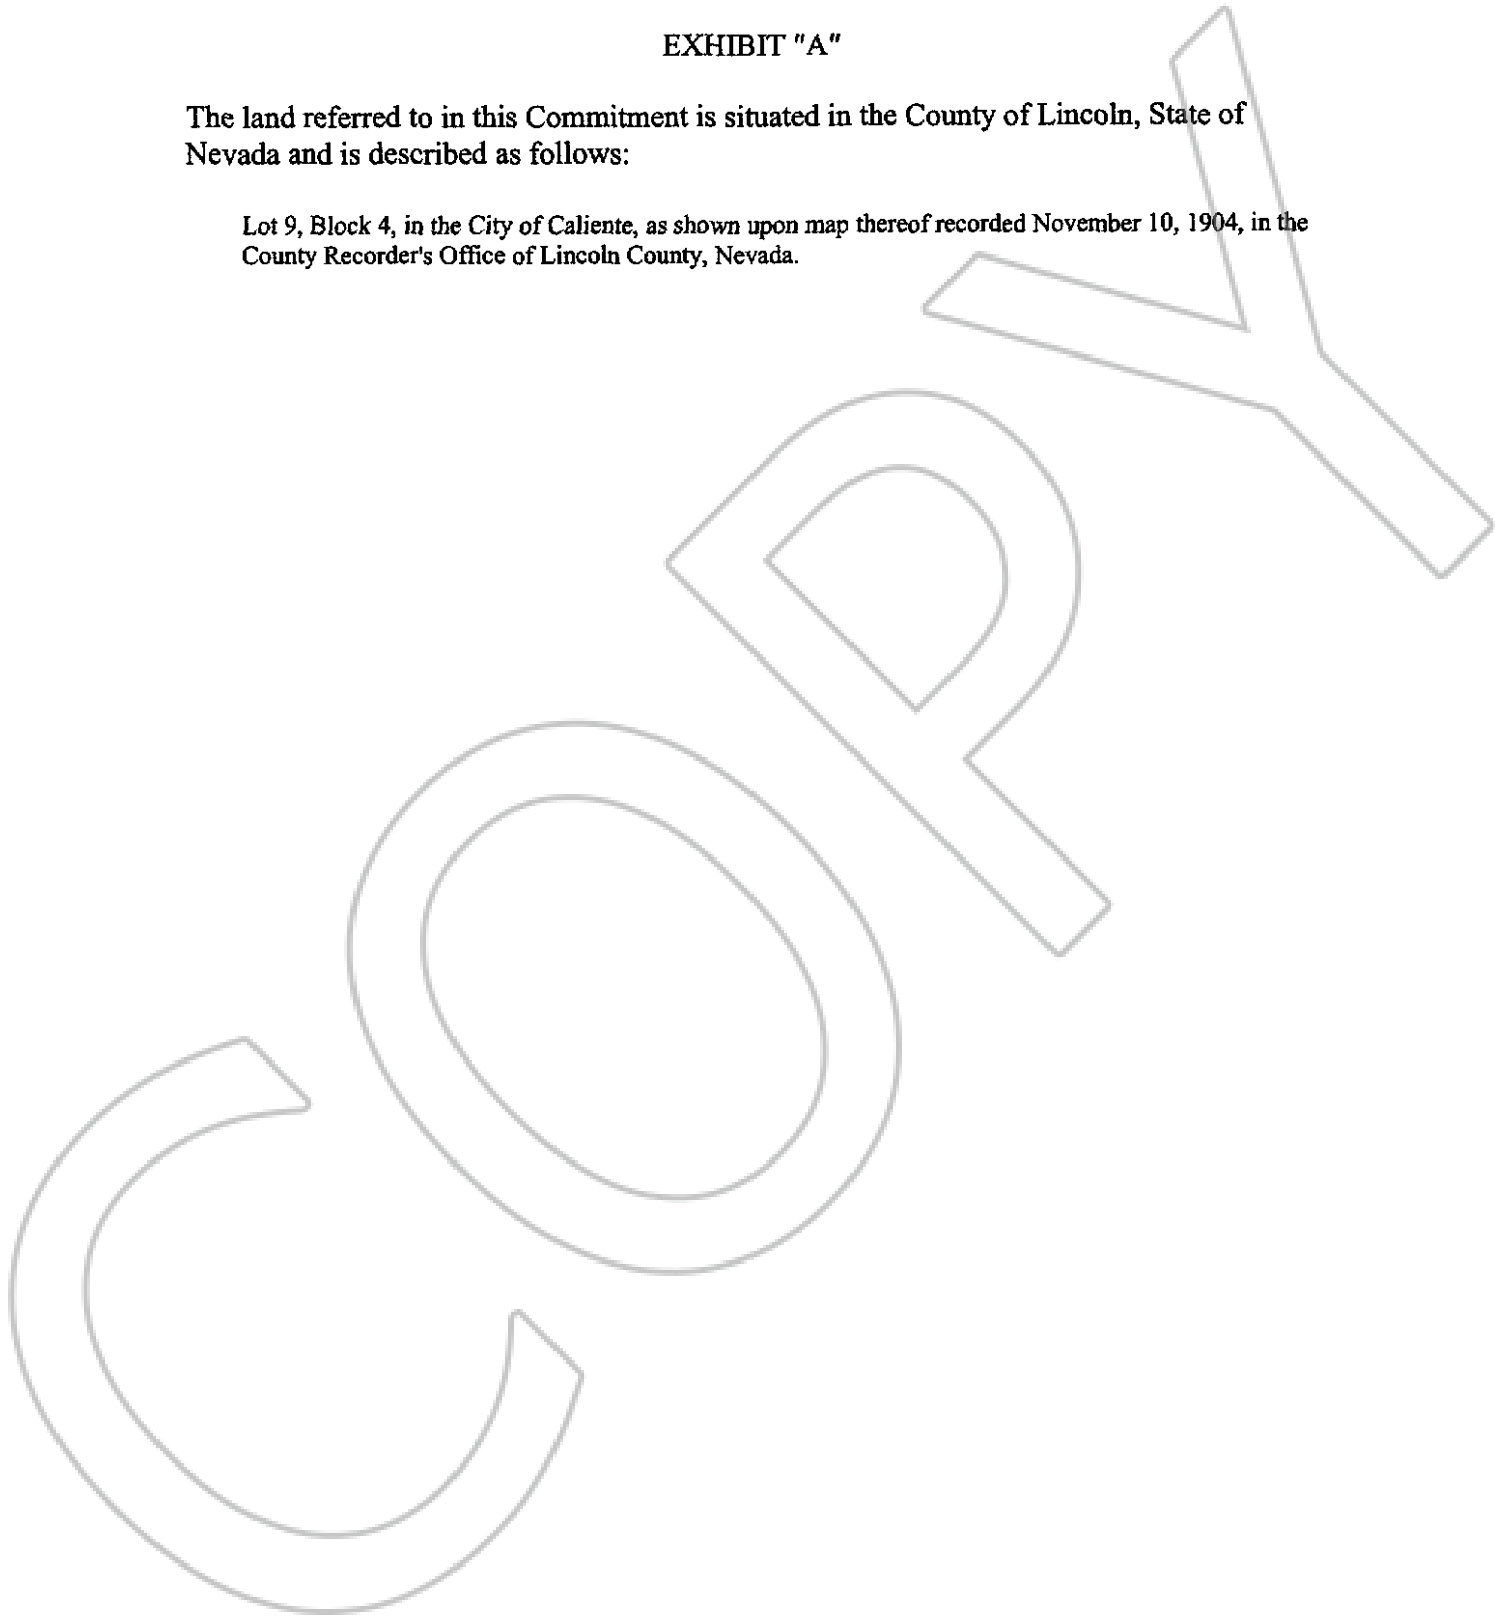 EXHIBIT "A"
The land referred to in this Commitment is situated in the County of Lincoln, State of
Nevada and is described as follows:
Lot 9, Block 4, in the City of Caliente, as shown upon map thereof recorded November 10, 1904, in the
County Recorder's Office of Lincoln County, Nevada.
COPY